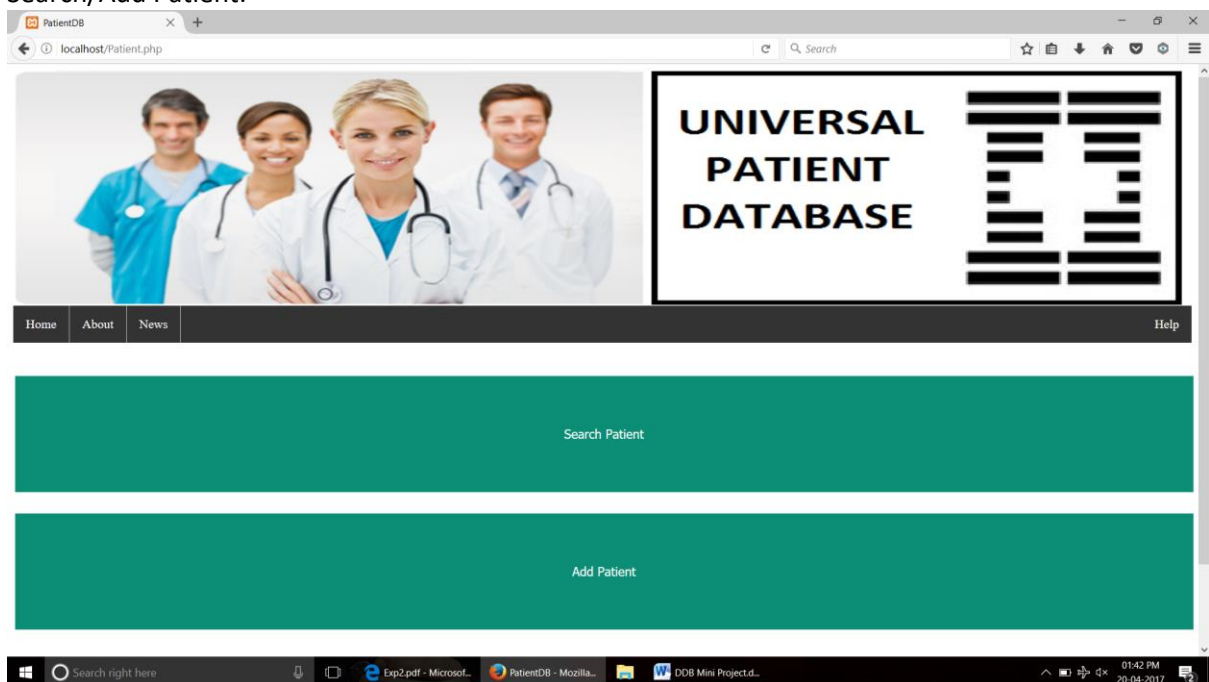 Search/Add Patient:
PatientDB
localhost/Patient.php
Search
UNIVERSAL
PATIENT
DATABASE
Home About News Help
Search Patient
Add Patient
Search right here
Exp2.pdf - Microsof...
PatientDB - Mozilla...
DDB Mini Project.d...
01:42 PM
20-04-2017
2